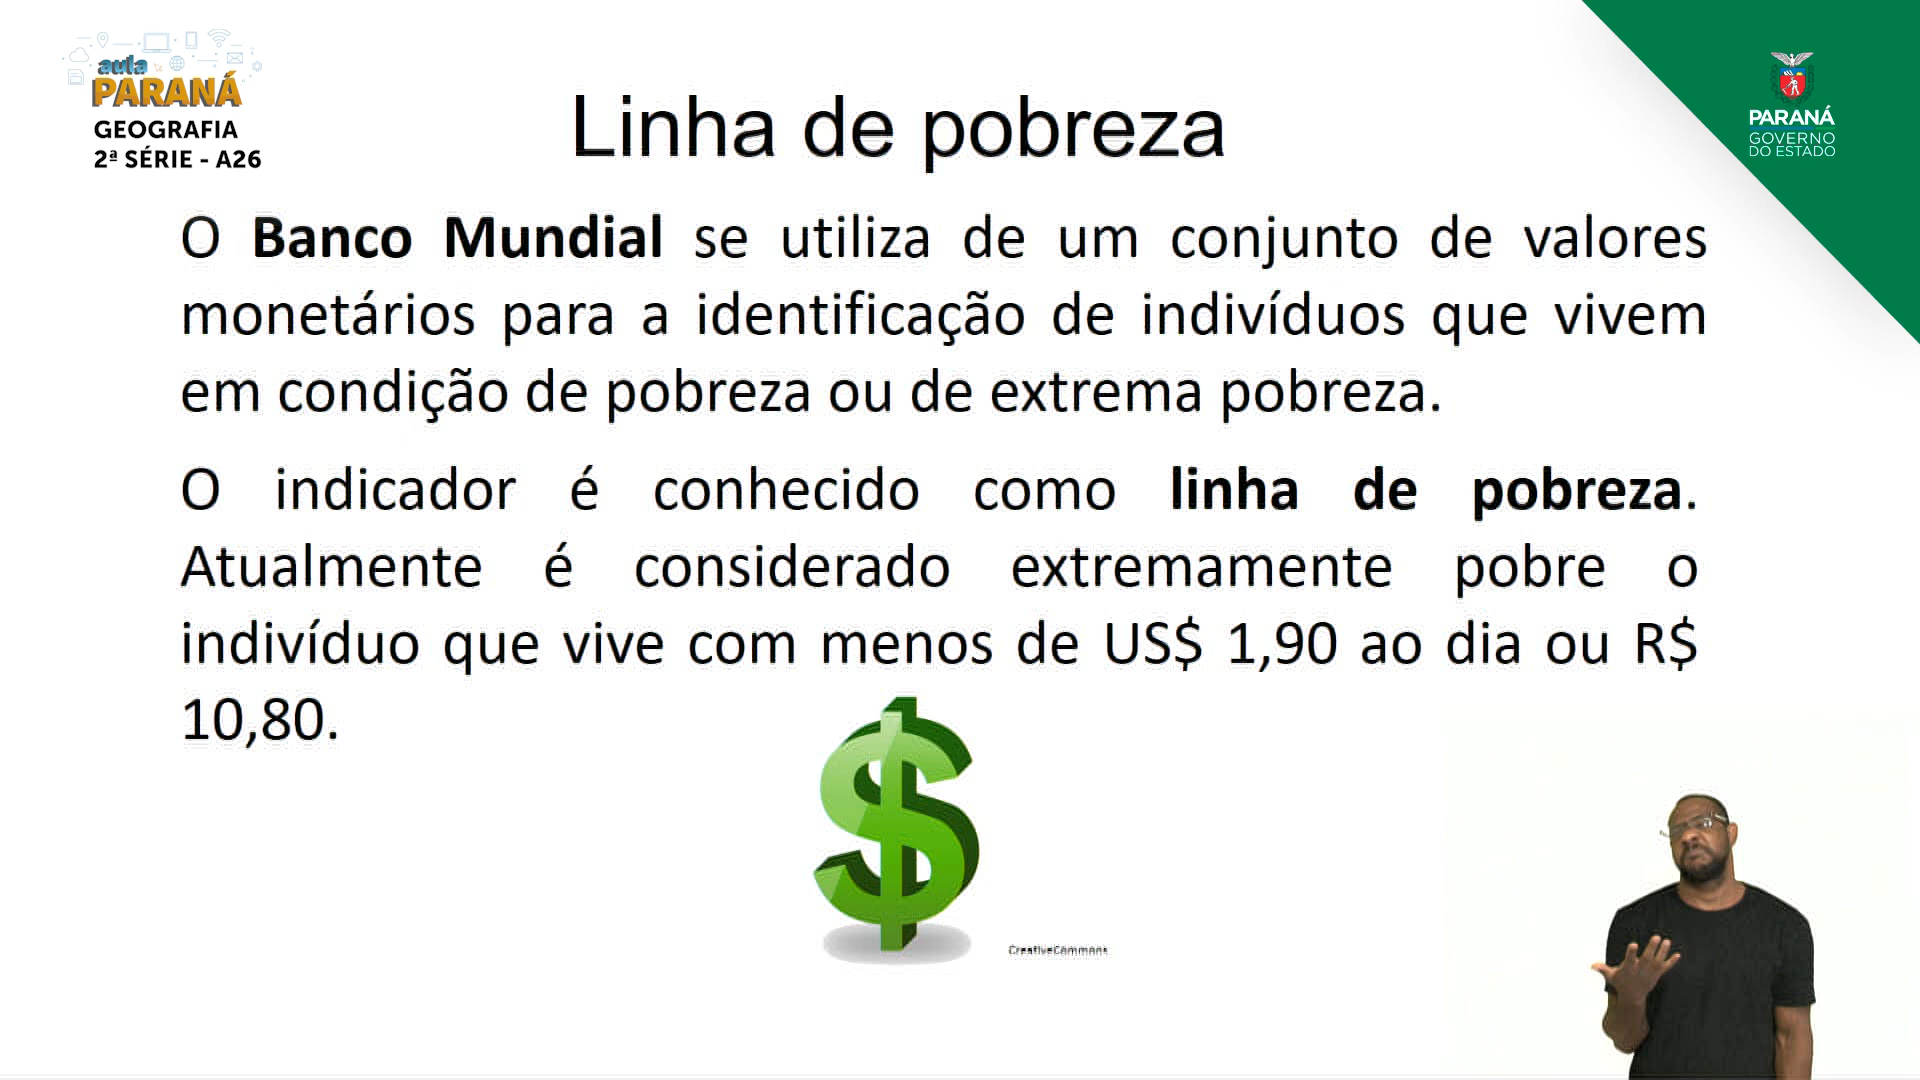 aula
PARANÁ
GEOGRAFIA
2ª SÉRIE - A26
Linha de pobreza
PARANÁ
GOVERNO
DO ESTADO
O Banco Mundial se utiliza de um conjunto de valores
monetários para a identificação de indivíduos que vivem
em condição de pobreza ou de extrema pobreza.
O indicador é conhecido como linha de pobreza.
Atualmente é considerado extremamente pobre o
indivíduo que vive com menos de US$ 1,90 ao dia ou R$
10,80.
CreativeCommons